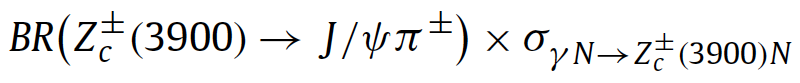 BR(Z_c^±(3900) → J/ψπ^±) × σ_{γN→Z_c^±(3900)N}